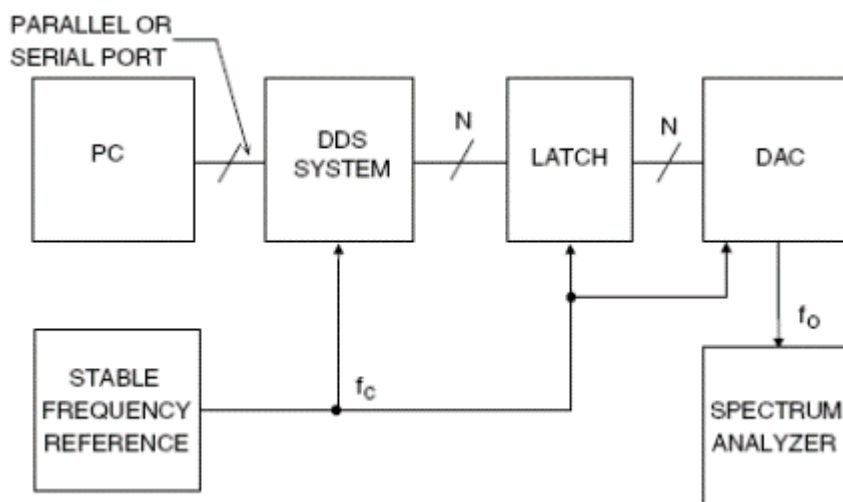 PARALLEL OR
SERIAL PORT
PC
DDS
SYSTEM
N
LATCH
N
DAC
STABLE
FREQUENCY
REFERENCE
fc
fo
SPECTRUM
ANALYZER